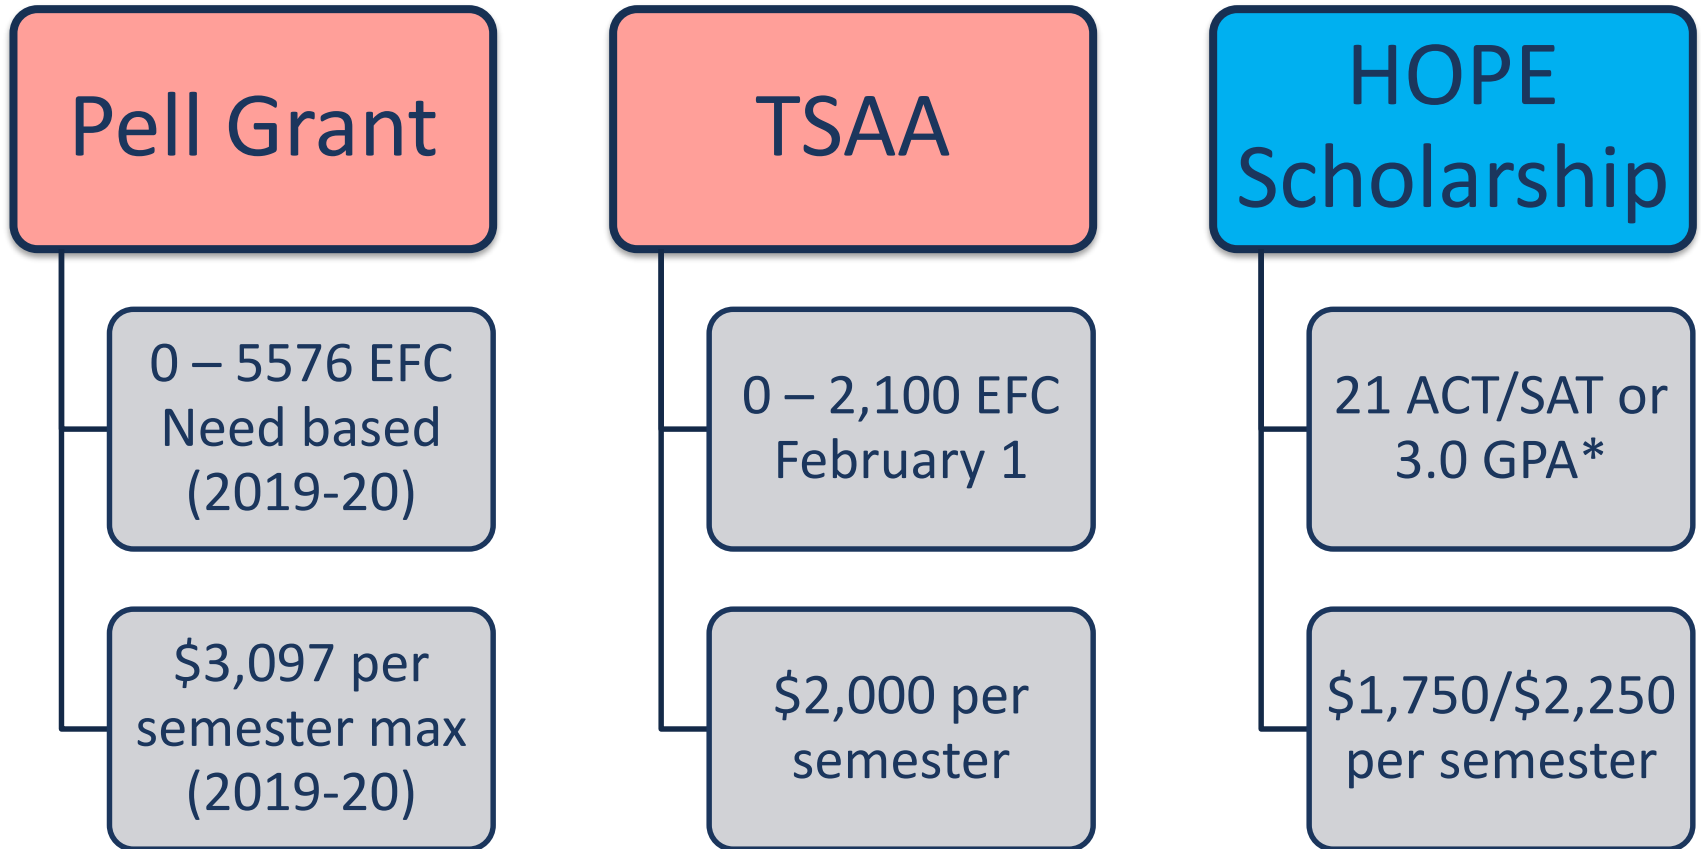 Pell Grant
0 – 5576 EFC
Need based
(2019-20)
$3,097 per
semester max
(2019-20)
TSAA
0 – 2,100 EFC
February 1
$2,000 per
semester
HOPE
Scholarship
21 ACT/SAT or
3.0 GPA*
$1,750/$2,250
per semester